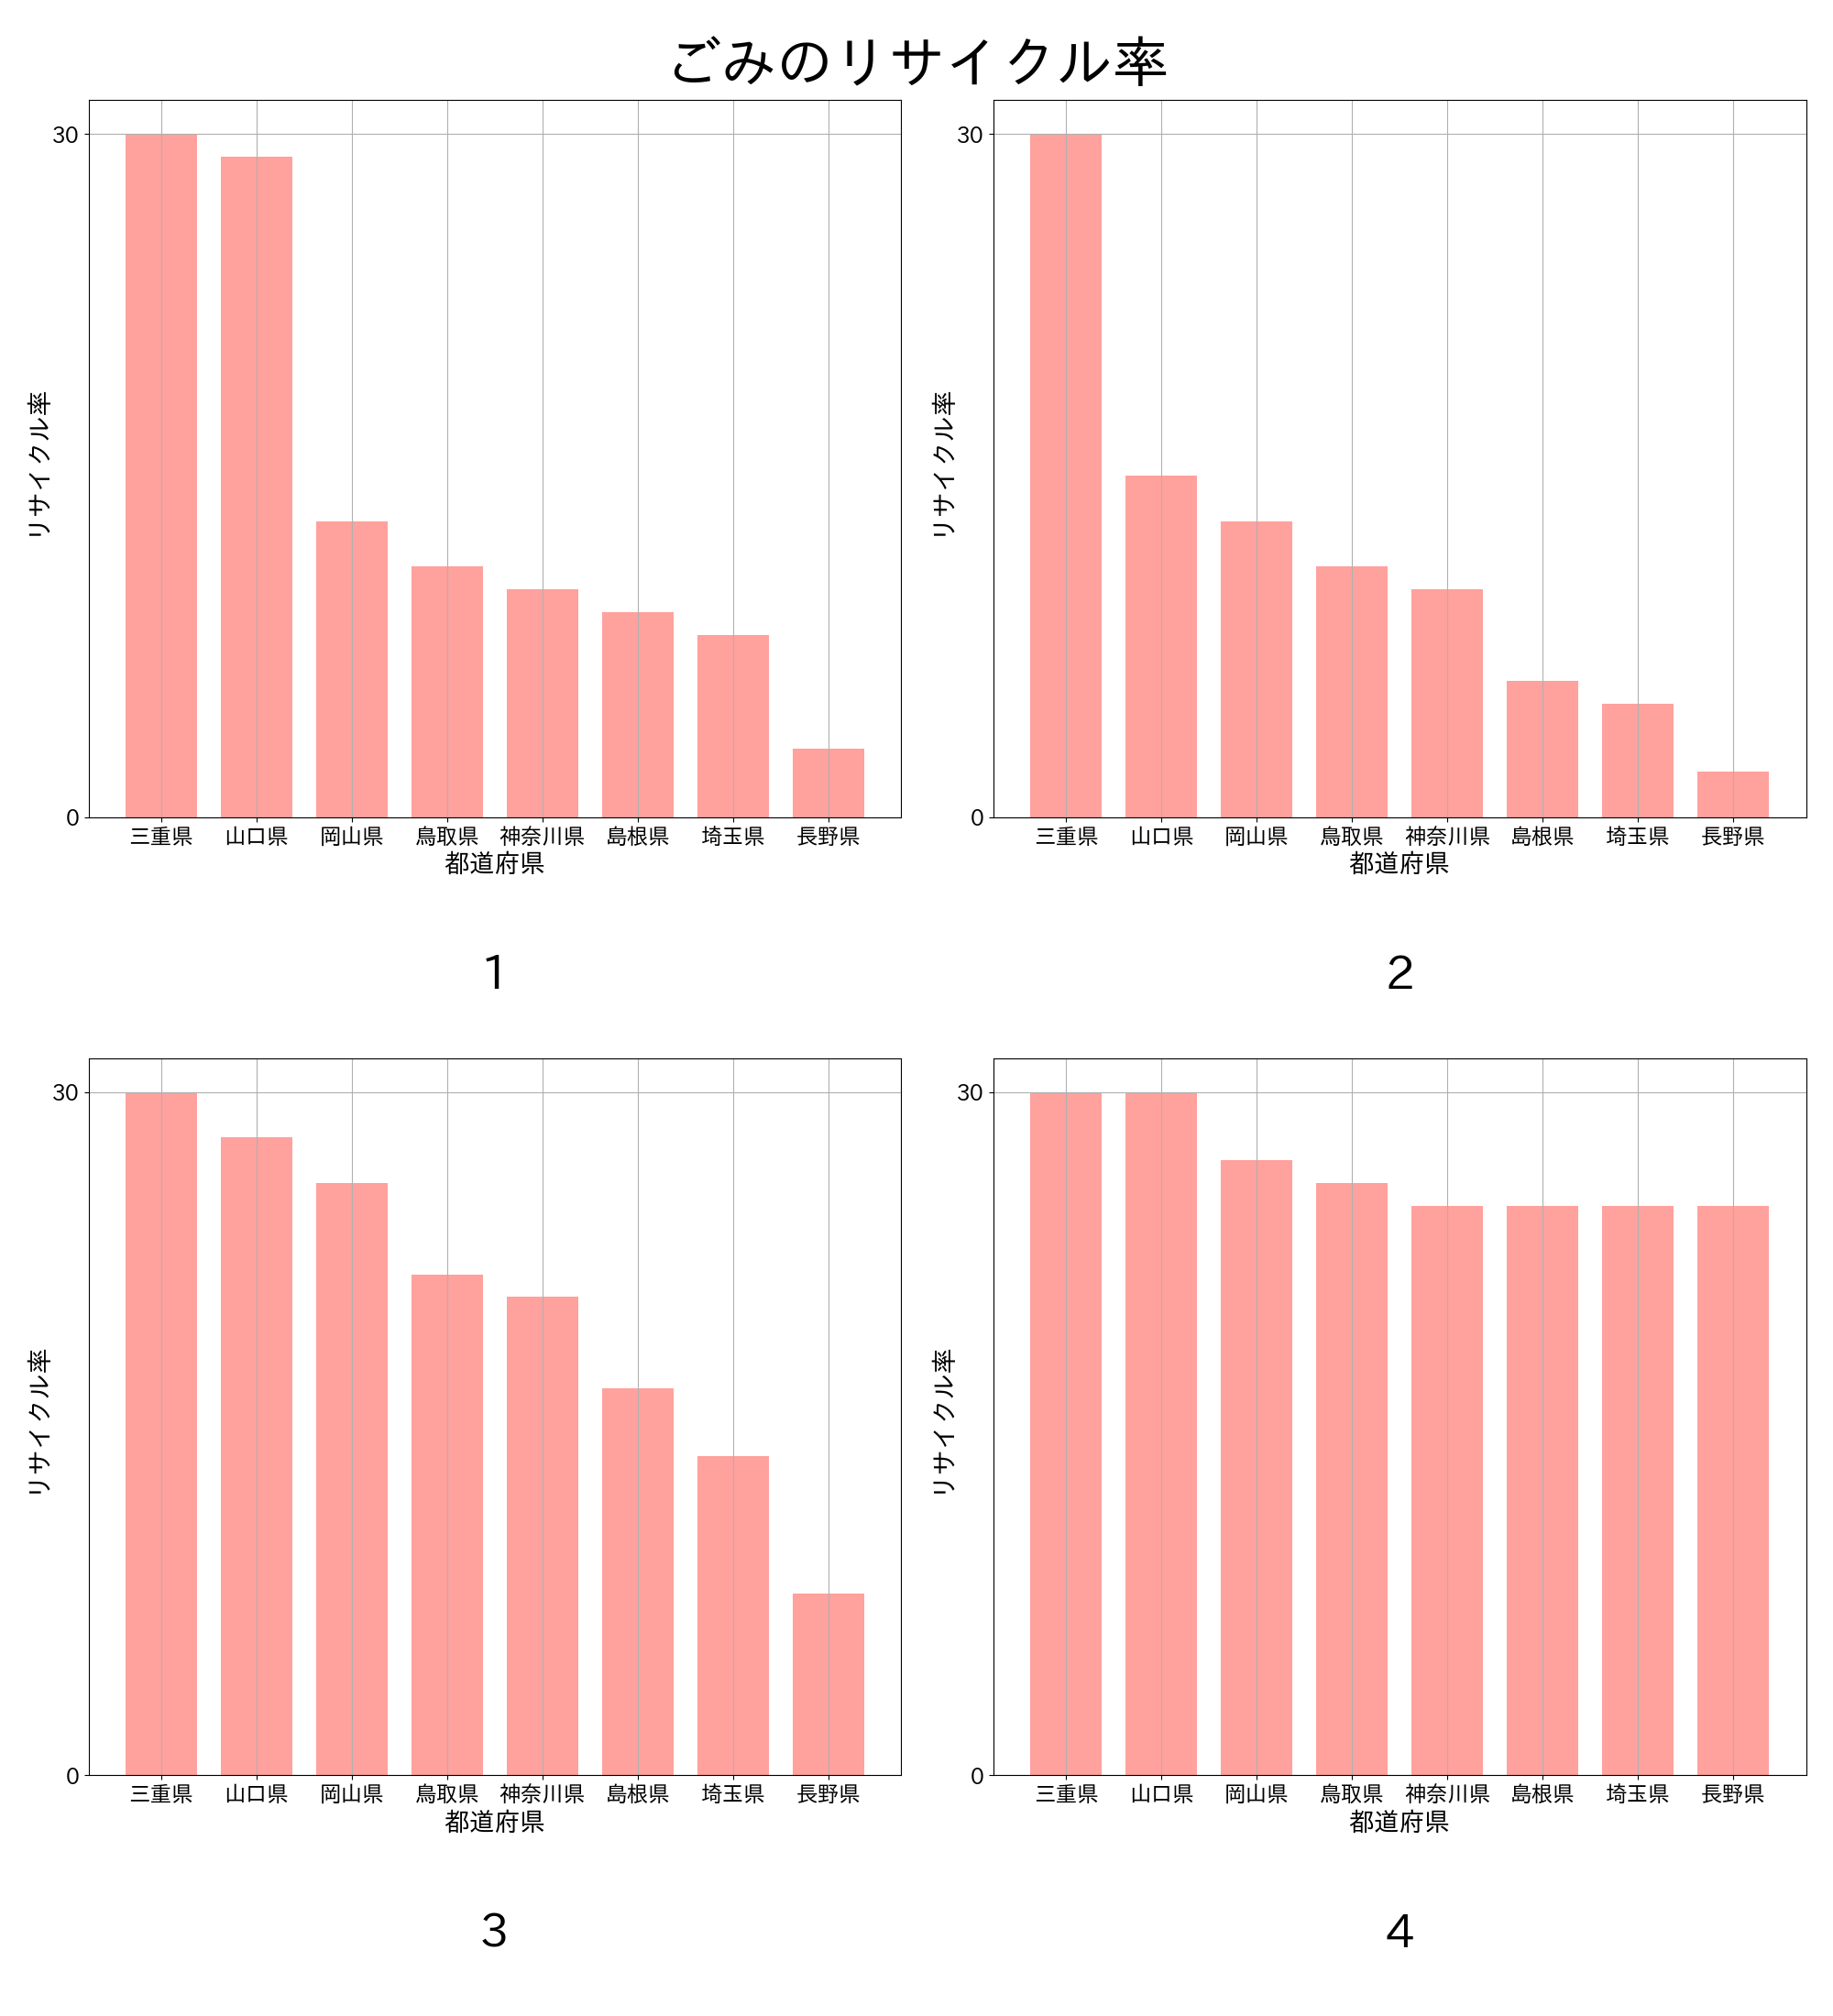 ごみのリサイクル率
30
0
リサイクル率
三重県 山口県 岡山県 鳥取県 神奈川県 島根県 埼玉県 長野県
都道府県
1
30
0
リサイクル率
三重県 山口県 岡山県 鳥取県 神奈川県 島根県 埼玉県 長野県
都道府県
2
30
0
リサイクル率
三重県 山口県 岡山県 鳥取県 神奈川県 島根県 埼玉県 長野県
都道府県
3
30
0
リサイクル率
三重県 山口県 岡山県 鳥取県 神奈川県 島根県 埼玉県 長野県
都道府県
4